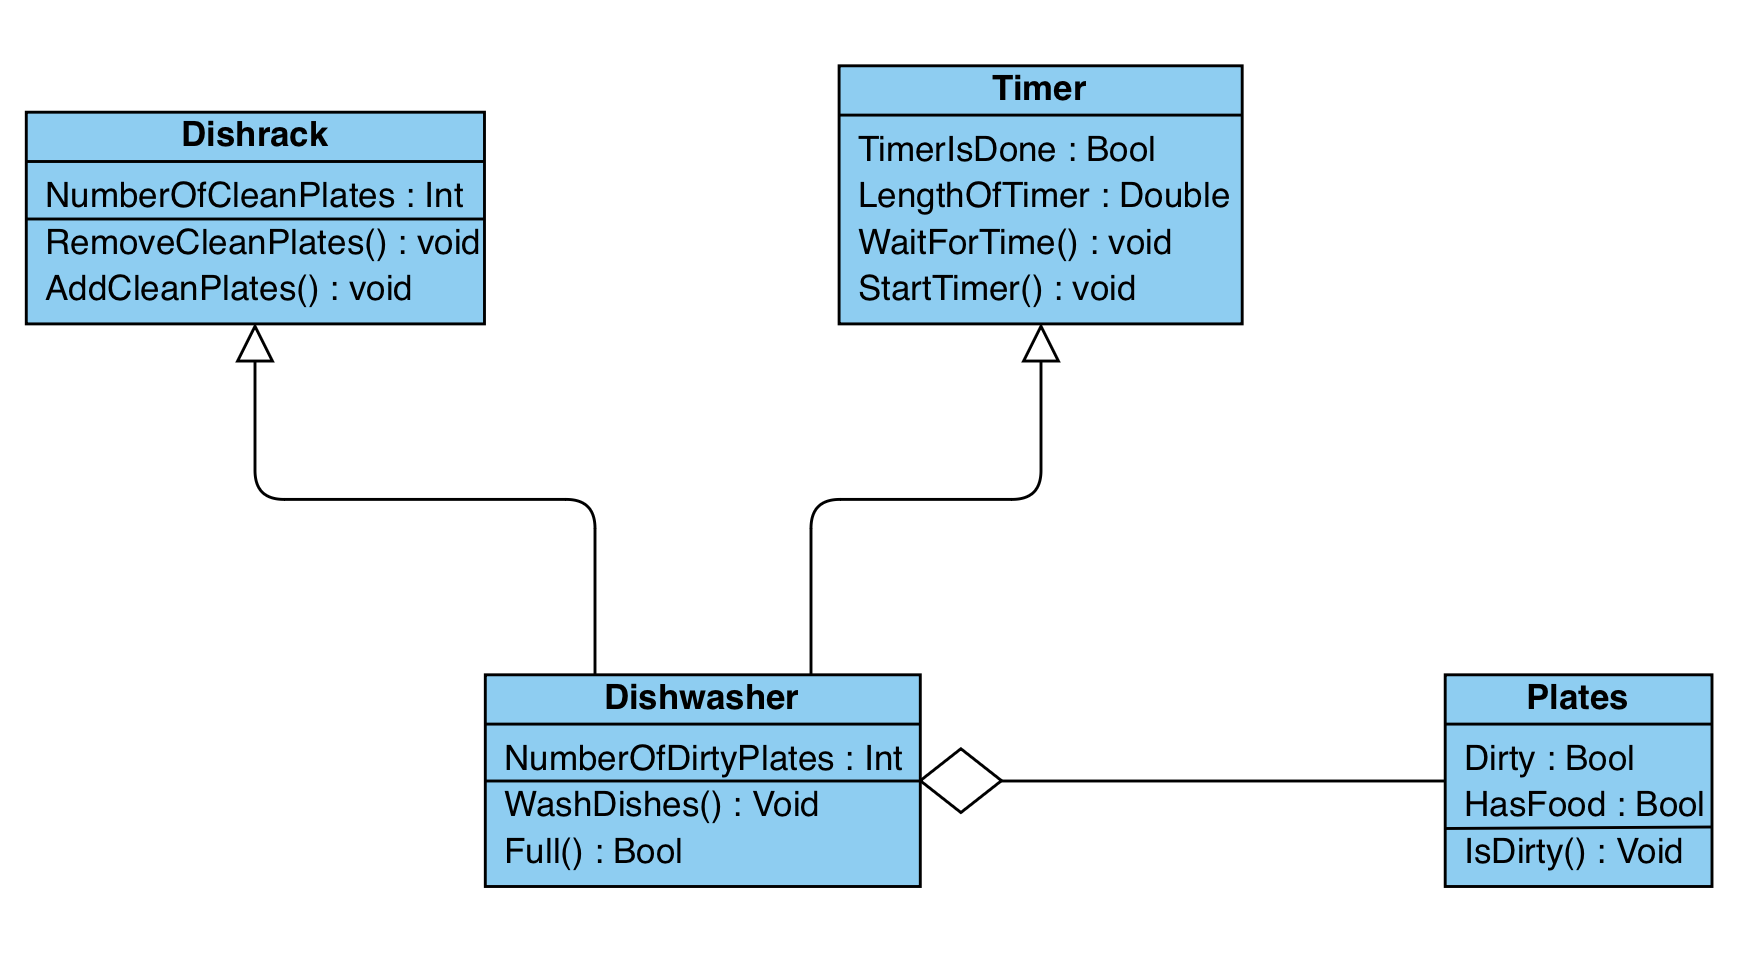 Dishrack
NumberOfCleanPlates : Int
RemoveCleanPlates() : void
AddCleanPlates() : void
Timer
TimerIsDone : Bool
LengthOfTimer : Double
WaitForTime() : void
StartTimer() : void
Dishwasher
NumberOfDirtyPlates : Int
WashDishes() : Void
Full() : Bool
Plates
Dirty : Bool
HasFood : Bool
IsDirty() : Void